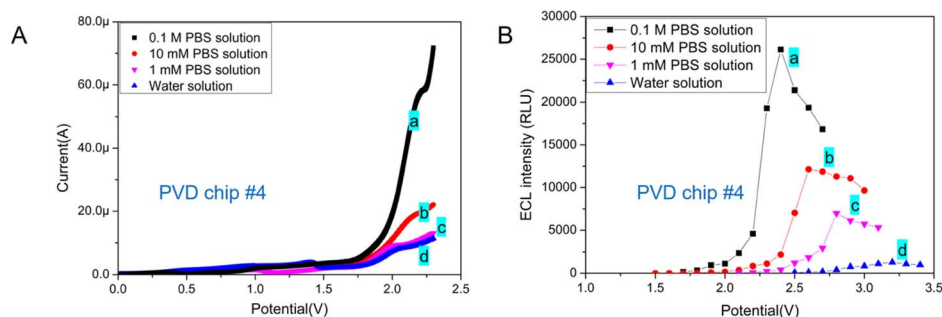 A
80.0µ
60.0µ
40.0µ
20.0µ
0.0
Current(A)
0.1 M PBS solution
10 mM PBS solution
1 mM PBS solution
Water solution
a
b
c
d
PVD chip #4
0.0 0.5 1.0 1.5 2.0 2.5
Potential(V)
B
30000
25000
20000
15000
10000
5000
0
ECL intensity (RLU)
0.1 M PBS solution
10 mM PBS solution
1 mM PBS solution
Water solution
a
b
c
d
PVD chip #4
1.0 1.5 2.0 2.5 3.0 3.5
Potential(V)